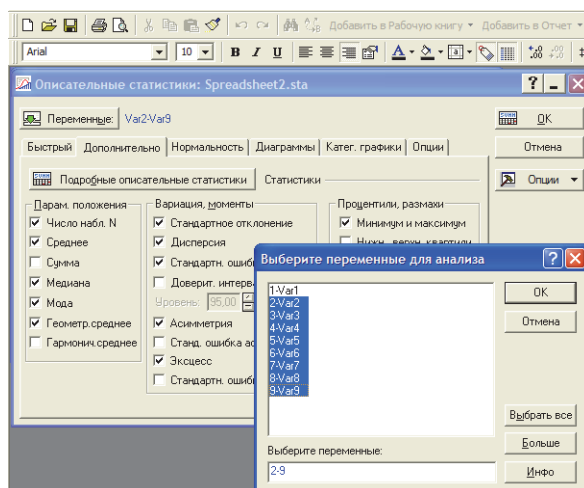 Добавить в Рабочую книгу Добавить в Отчет
Arial 10 B I U
Описательные статистики: Spreadsheet2.sta
Переменные: Var2-Var9
OK
Быстрый Дополнительно Нормальность Диаграммы Катег. графики Опции
Отмена
Подробные описательные статистики Статистики
Опции
Парам. положения Вариация, моменты Процентили, размахи
Число набл. N Стандартное отклонение Минимум и максимум
Среднее Дисперсия Нижн., верхн. квартили
Сумма Стандартн. ошиб
Медиана Доверит. интерв
Мода Уровень: 95,00
Геометр.среднее Асимметрия
Гармонич.среднее Станд. ошибка ас
Эксцесс
Стандартн. ошиб
Выберите переменные для анализа
1-Var1
2-Var2
3-Var3
4-Var4
5-Var5
6-Var6
7-Var7
8-Var8
9-Var9
OK
Отмена
Выбрать все
Больше
Инфо
Выберите переменные:
2-9